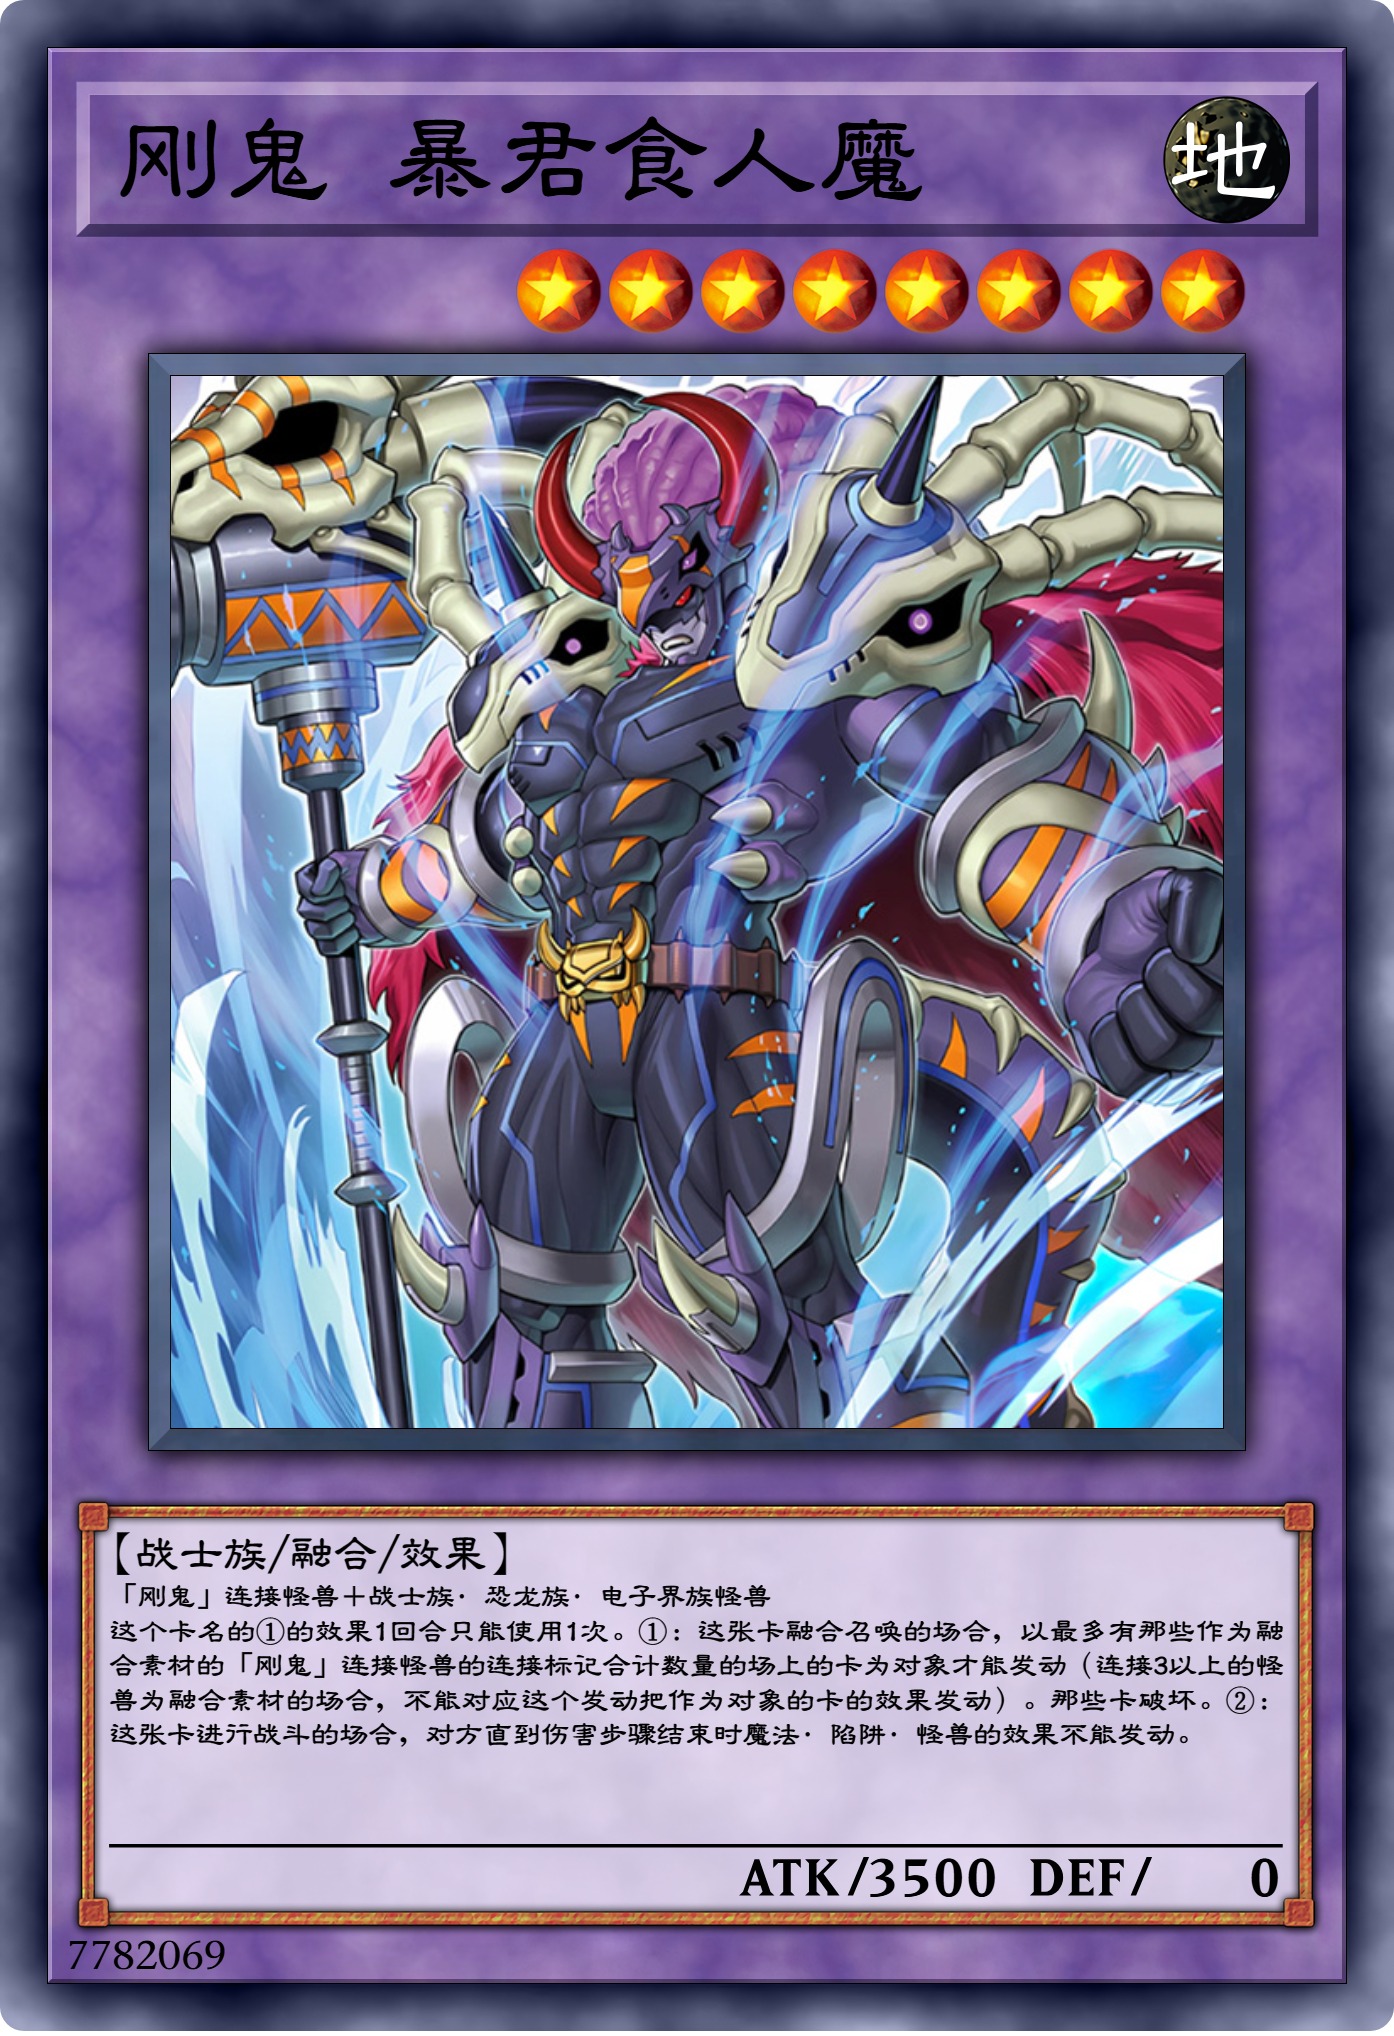 刚鬼 暴君食人魔
地
【战士族/融合/效果】
「刚鬼」连接怪兽＋战士族·恐龙族·电子界族怪兽
这个卡名的①的效果1回合只能使用1次。①：这张卡融合召唤的场合，以最多有那些作为融
合素材的「刚鬼」连接怪兽的连接标记合计数量的场上的卡为对象才能发动（连接3以上的怪
兽为融合素材的场合，不能对应这个发动把作为对象的卡的效果发动）。那些卡破坏。②：
这张卡进行战斗的场合，对方直到伤害步骤结束时魔法·陷阱·怪兽的效果不能发动。
ATK/3500 DEF/ 0
7782069